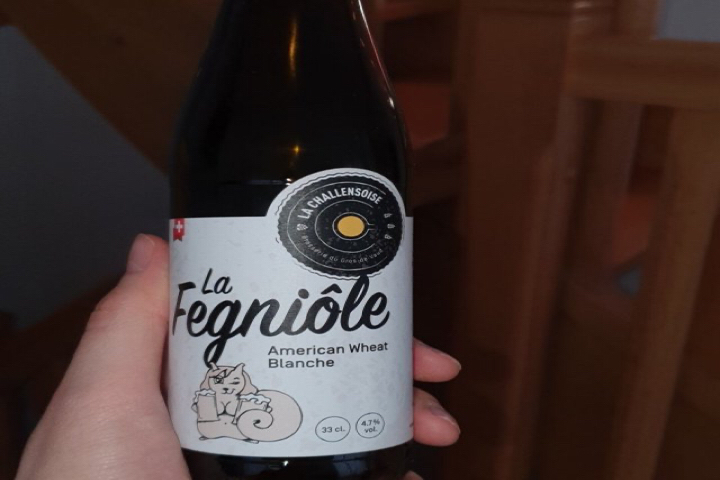 LA CHALLENSOISE
La
Fegniôle
American Wheat
Blanche
33 cl.
4.7%
vol.